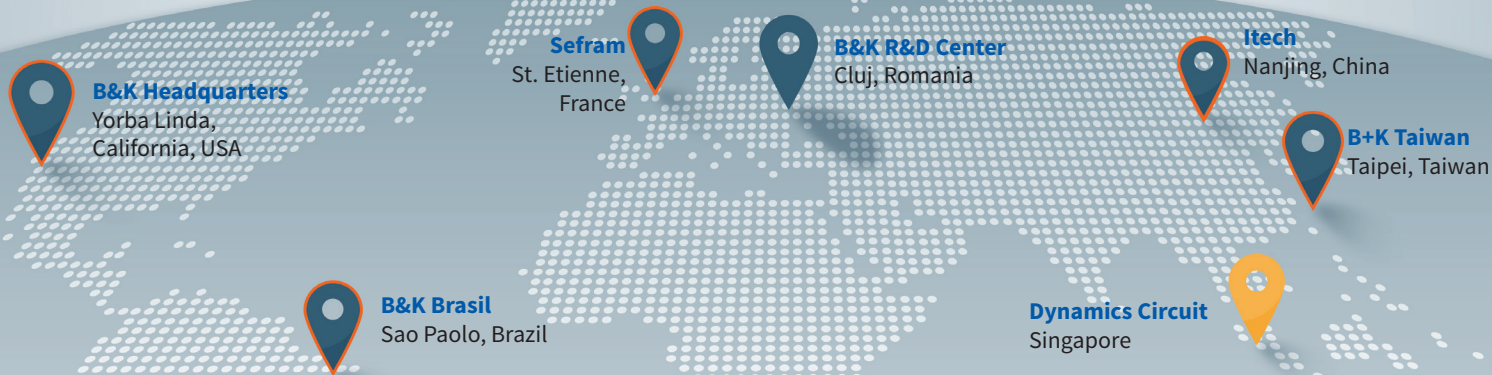 B&K Headquarters
Yorba Linda,
California, USA
Sefram
St. Etienne,
France
B&K R&D Center
Cluj, Romania
Itech
Nanjing, China
B+K Taiwan
Taipei, Taiwan
B&K Brasil
Sao Paolo, Brazil
Dynamics Circuit
Singapore